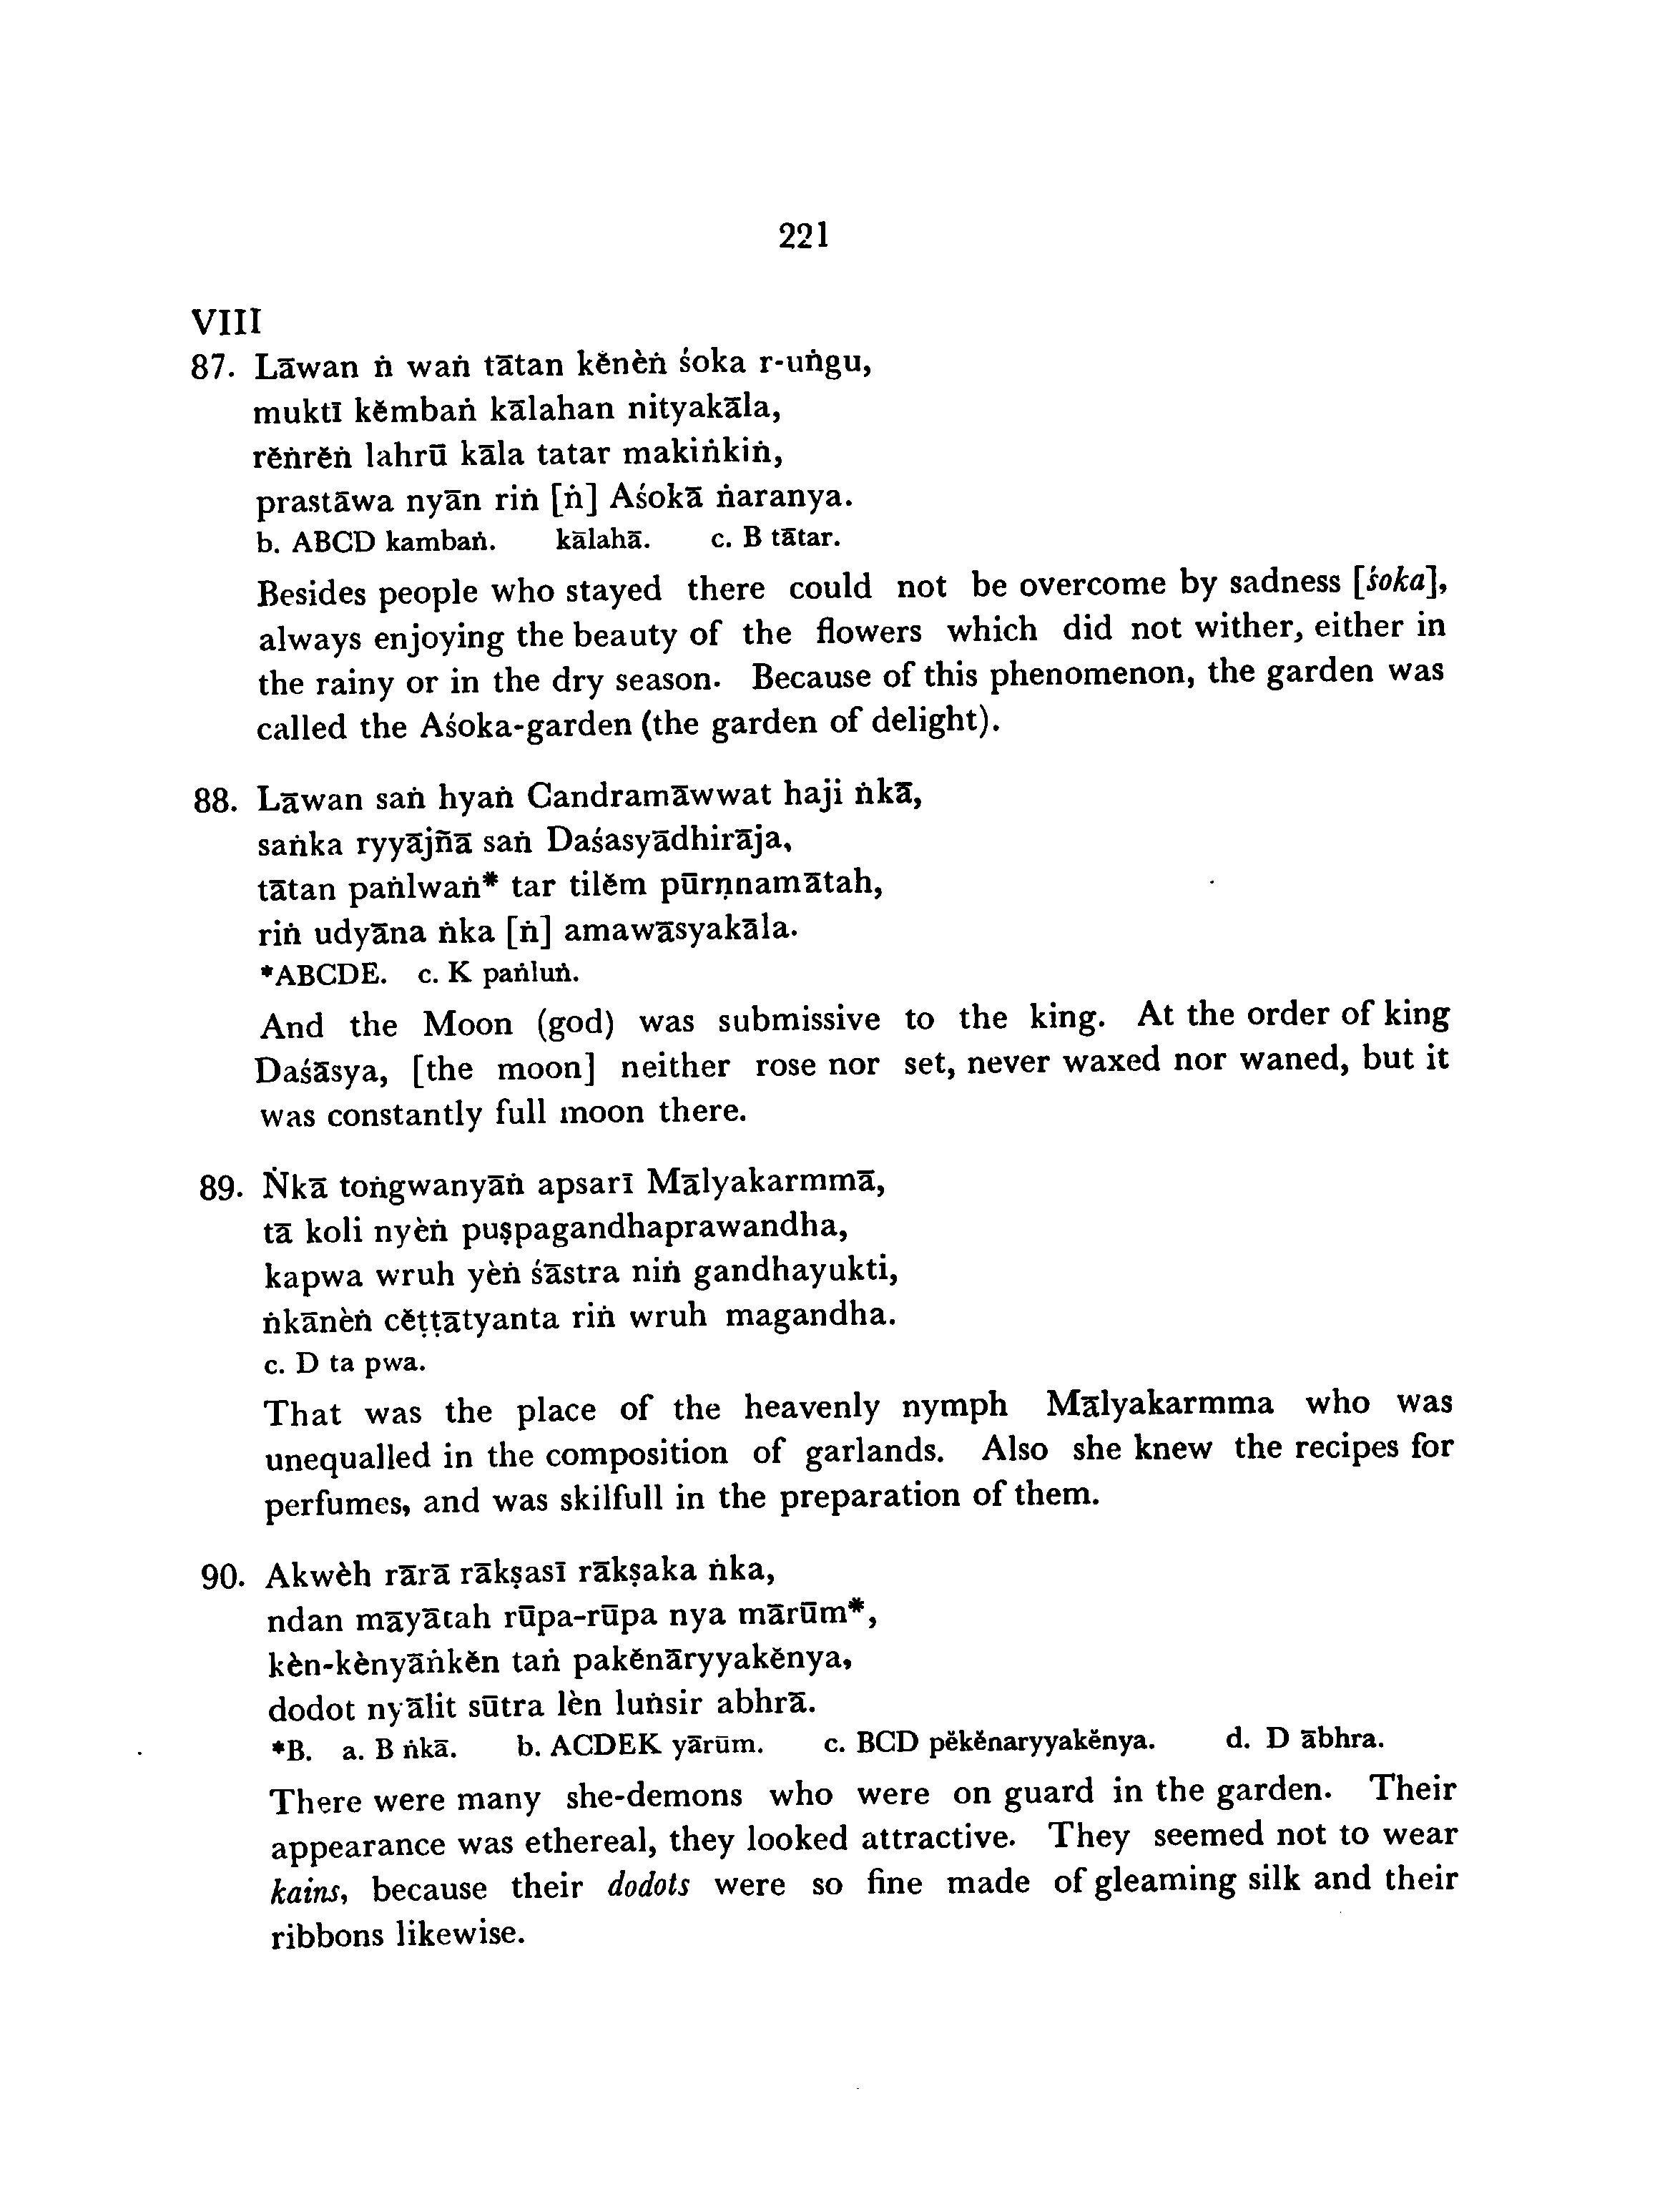 221
VIII
87. Lāwan ṅ waṅ tātan kĕnèṅ śoka r-uṅgu,
muktī kĕmbaṅ kālahan nityakāla,
rĕṅrĕṅ lahrū kāla tatar makiṅkiṅ,
prastāwa nyān riṅ [ṅ] Aśokā ṅaranya.
b. ABCD kambaṅ. kālahā. c. B tātar.
Besides people who stayed there could not be overcome by sadness [śoka],
always enjoying the beauty of the flowers which did not wither, either in
the rainy or in the dry season. Because of this phenomenon, the garden was
called the Aśoka-garden (the garden of delight).
88. Lāwan saṅ hyaṅ Candramāwwat haji ṅkā,
saṅka ryyājñā saṅ Daśasyādhirāja,
tātan paṅlwaṅ* tar tilĕm pūrṇnamātah,
riṅ udyāna ṅka [ṅ] amawāsyakāla.
*ABCDE. c. K paṅluṅ.
And the Moon (god) was submissive to the king. At the order of king
Daśāsya, [the moon] neither rose nor set, never waxed nor waned, but it
was constantly full moon there.
89. Ṅkā toṅgwanyāṅ apsarī Mālyakarmmā,
tā koli nyèṅ puṣpagandhaprawandha,
kapwa wruh yèṅ śāstra niṅ gandhayukti,
ṅkānèṅ cĕṭṭātyanta riṅ wruh magandha.
c. D ta pwa.
That was the place of the heavenly nymph Mālyakarmma who was
unequalled in the composition of garlands. Also she knew the recipes for
perfumes, and was skilfull in the preparation of them.
90. Akwèh rārā rākṣasī rākṣaka ṅka,
ndan māyātah rūpa-rūpa nya mārūm*,
kèn-kènyāṅkĕn taṅ pakĕnāryyakĕnya,
dodot nyālit sūtra lèn luṅsir abhrā.
*B. a. B ṅkā. b. ACDEK yārūm. c. BCD pĕkĕnaryyakĕnya. d. D ābhra.
There were many she-demons who were on guard in the garden. Their
appearance was ethereal, they looked attractive. They seemed not to wear
kains, because their dodots were so fine made of gleaming silk and their
ribbons likewise.